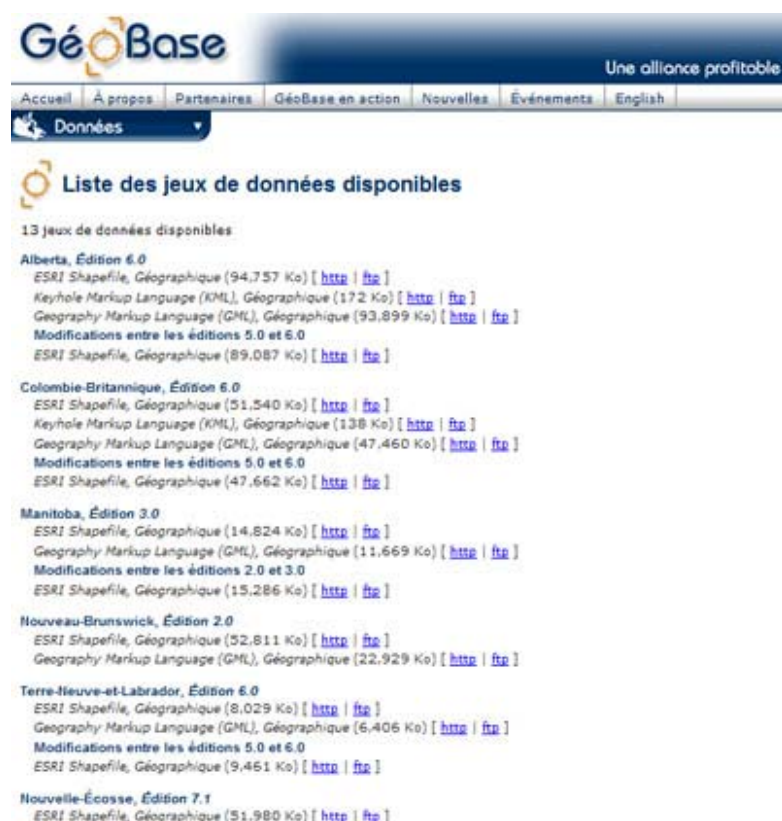 GéoBase
Une alliance profitable
Accueil À propos Partenaires GéoBase en action Nouvelles Événements English
Données
Liste des jeux de données disponibles
13 jeux de données disponibles
Alberta, Édition 6.0
ESRI Shapefile, Géographique (94,757 Ko) [ http | ftp ]
Keyhole Markup Language (KML), Géographique (172 Ko) [ http | ftp ]
Geography Markup Language (GML), Géographique (93,899 Ko) [ http | ftp ]
Modifications entre les éditions 5.0 et 6.0
ESRI Shapefile, Géographique (89,087 Ko) [ http | ftp ]
Colombie-Britannique, Édition 6.0
ESRI Shapefile, Géographique (51,540 Ko) [ http | ftp ]
Keyhole Markup Language (KML), Géographique (138 Ko) [ http | ftp ]
Geography Markup Language (GML), Géographique (47,460 Ko) [ http | ftp ]
Modifications entre les éditions 5.0 et 6.0
ESRI Shapefile, Géographique (47,662 Ko) [ http | ftp ]
Manitoba, Édition 3.0
ESRI Shapefile, Géographique (14,824 Ko) [ http | ftp ]
Geography Markup Language (GML), Géographique (11,669 Ko) [ http | ftp ]
Modifications entre les éditions 2.0 et 3.0
ESRI Shapefile, Géographique (15,286 Ko) [ http | ftp ]
Nouveau-Brunswick, Édition 2.0
ESRI Shapefile, Géographique (52,811 Ko) [ http | ftp ]
Geography Markup Language (GML), Géographique (22,929 Ko) [ http | ftp ]
Terre-Neuve-et-Labrador, Édition 6.0
ESRI Shapefile, Géographique (8,029 Ko) [ http | ftp ]
Geography Markup Language (GML), Géographique (6,406 Ko) [ http | ftp ]
Modifications entre les éditions 5.0 et 6.0
ESRI Shapefile, Géographique (9,461 Ko) [ http | ftp ]
Nouvelle-Écosse, Édition 7.1
ESRI Shapefile, Géographique (51,980 Ko) [ http | ftp ]